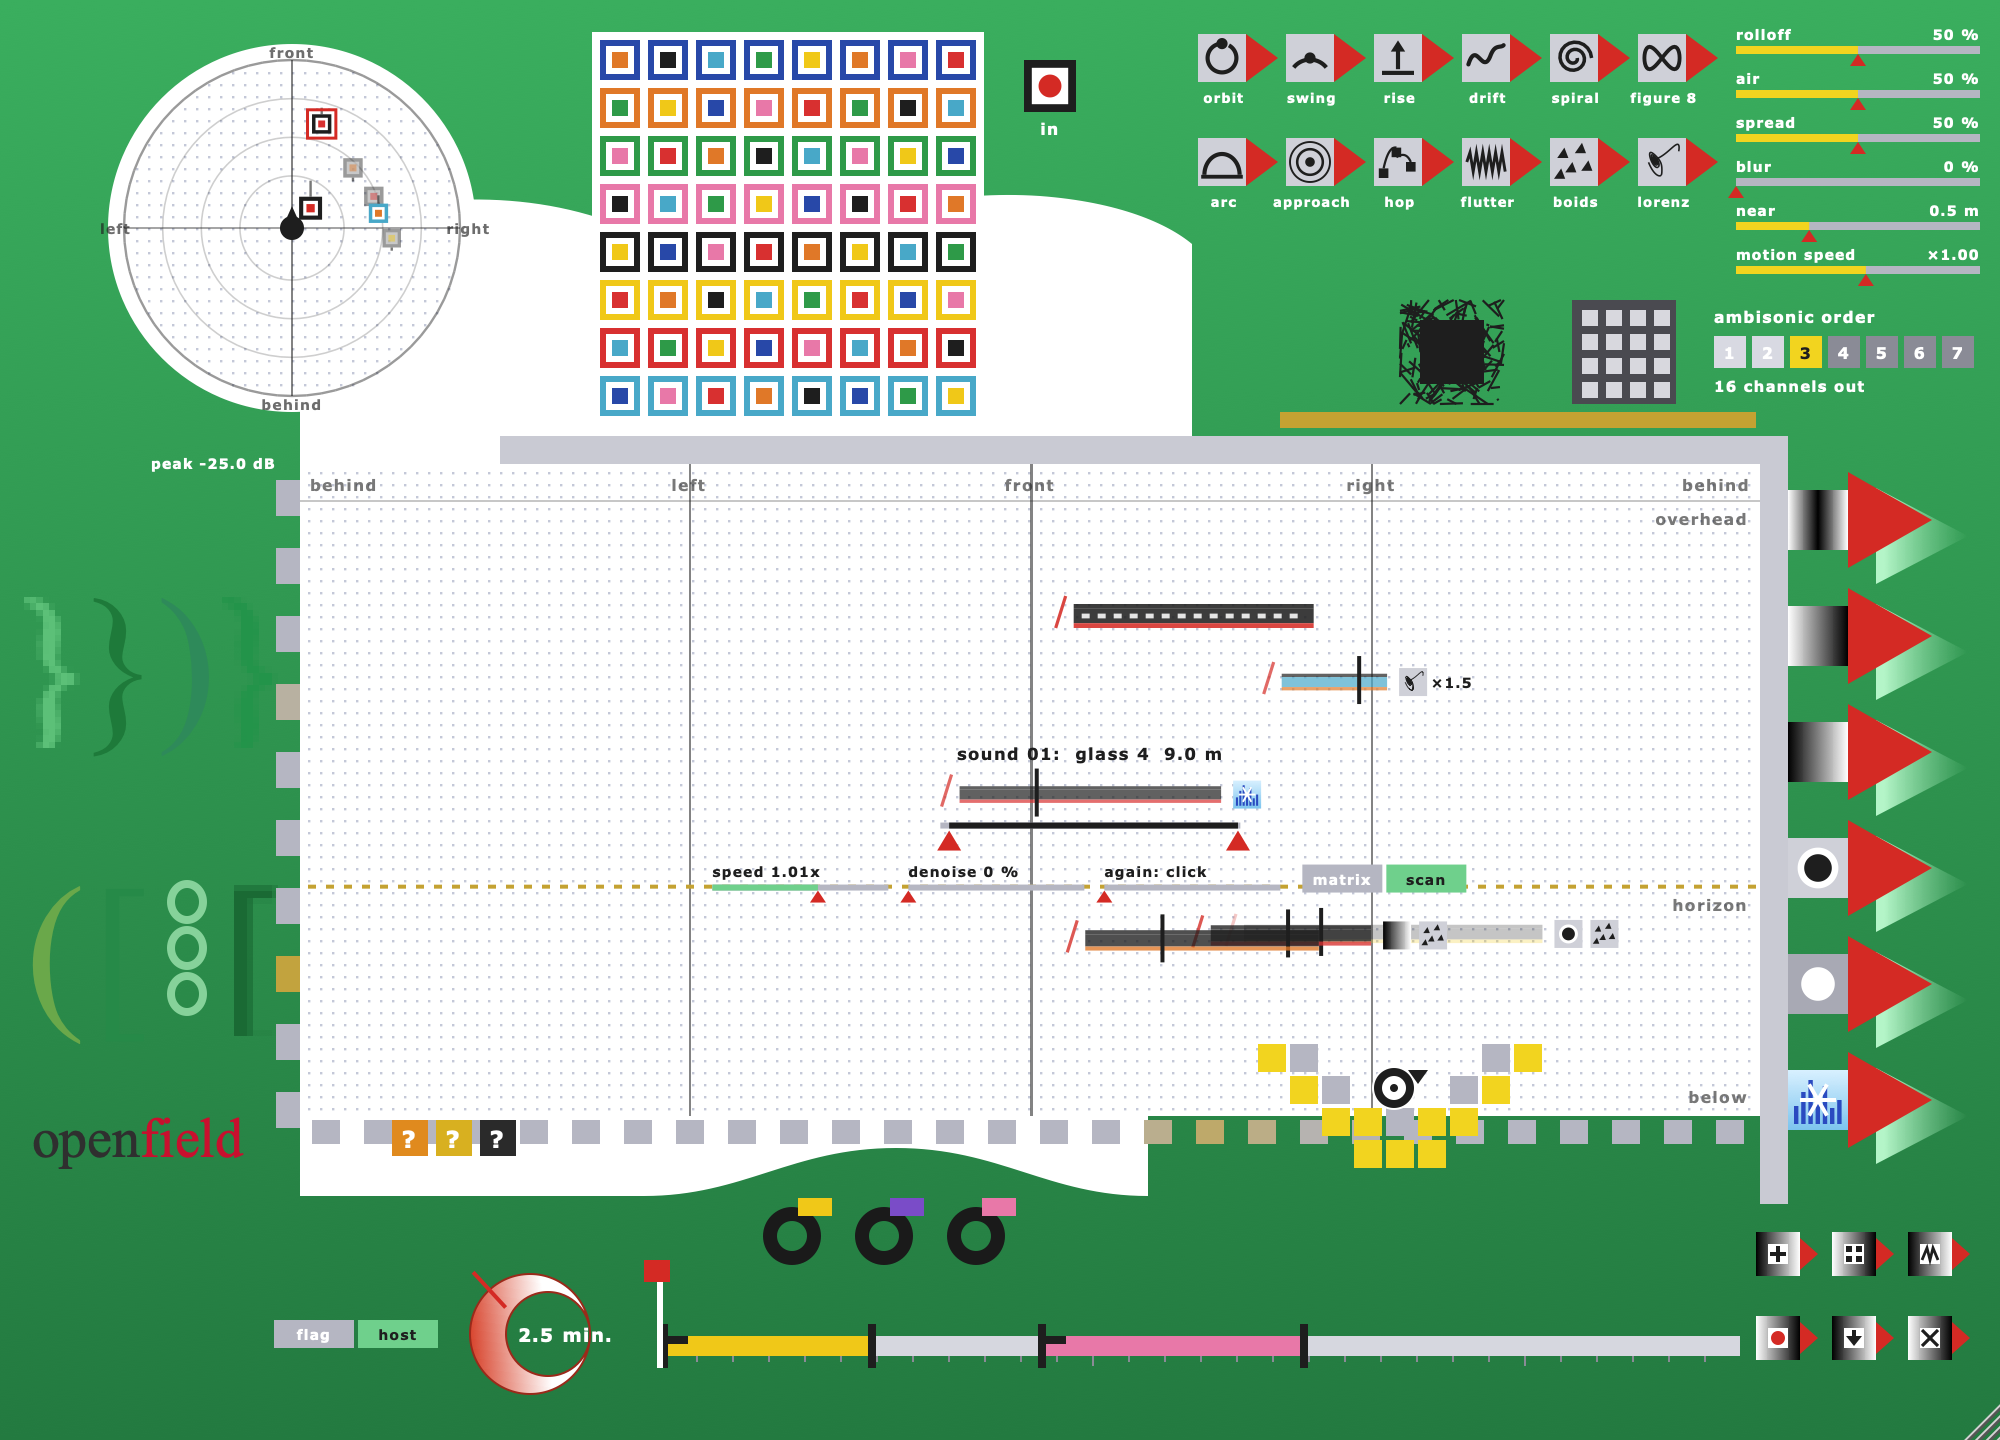 front
left
right
behind
in
orbit
swing
rise
drift
spiral
figure 8
arc
approach
hop
flutter
boids
lorenz
rolloff 50 %
air 50 %
spread 50 %
blur 0 %
near 0.5 m
motion speed ×1.00
ambisonic order
1 2 3 4 5 6 7
16 channels out
peak -25.0 dB
behind left front right behind
overhead
×1.5
sound 01: glass 4 9.0 m
speed 1.01x
denoise 0 %
again: click
matrix
scan
horizon
below
openfield
? ? ?
flag
host
2.5 min.